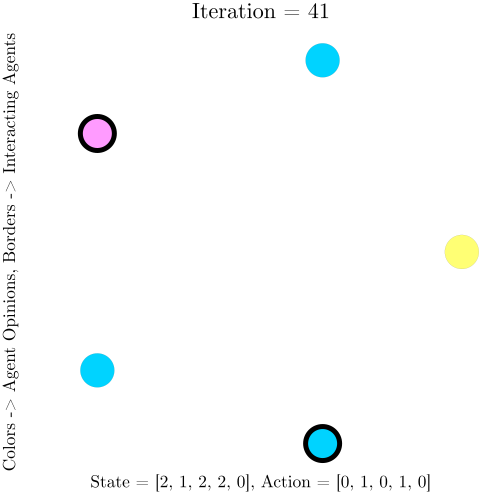 Iteration = 41
Colors -> Agent Opinions, Borders -> Interacting Agents
State = [2, 1, 2, 2, 0], Action = [0, 1, 0, 1, 0]